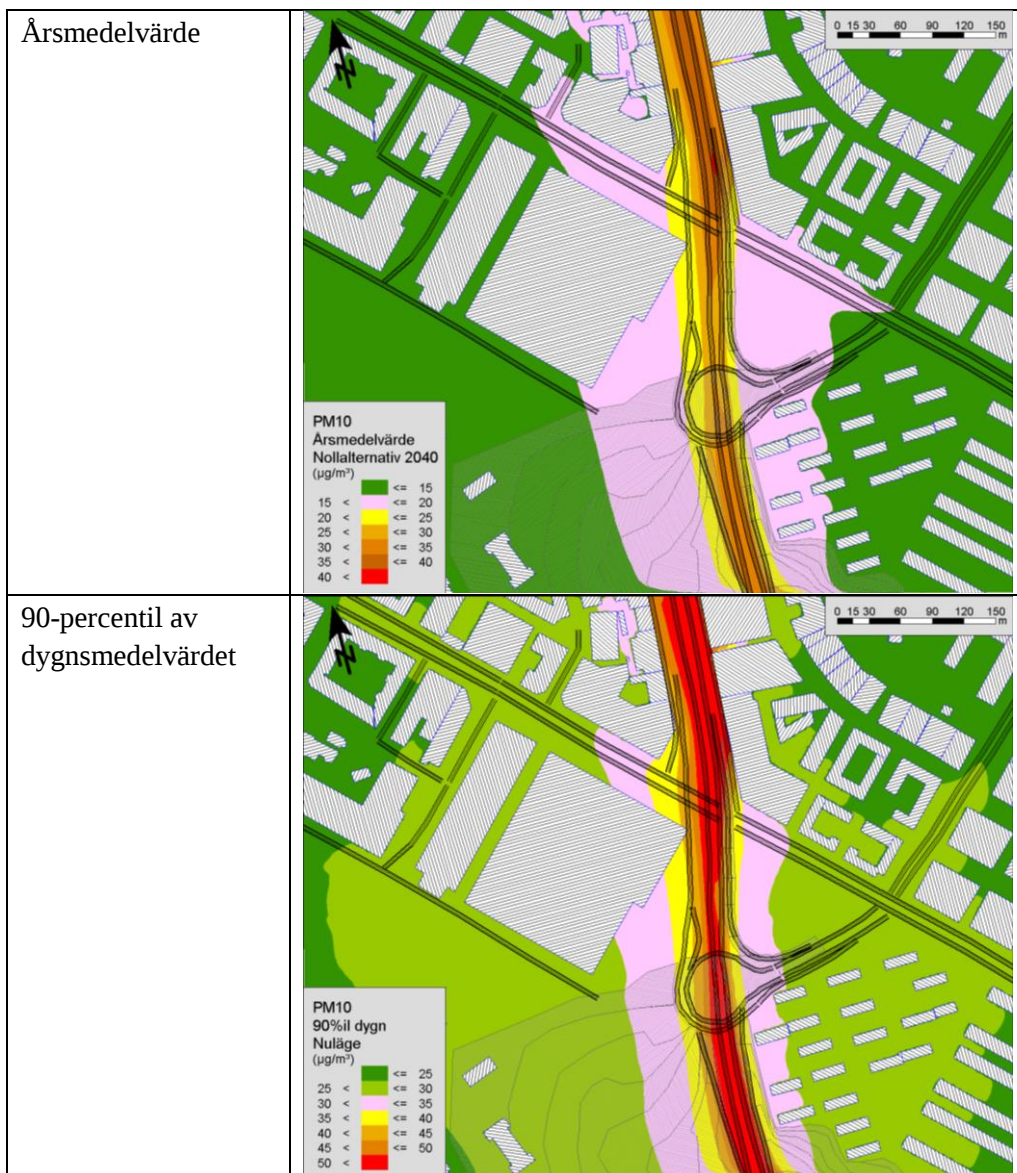 Årsmedelvärde
0 15 30 60 90 120 150
m
N
PM10
Årsmedelvärde
Nollalternativ 2040
(µg/m³)
<= 15
15 < <= 20
20 < <= 25
25 < <= 30
30 < <= 35
35 < <= 40
40 <
90-percentil av
dygnsmedelvärdet
0 15 30 60 90 120 150
m
N
PM10
90%il dygn
Nuläge
(µg/m³)
<= 25
25 < <= 30
30 < <= 35
35 < <= 40
40 < <= 45
45 < <= 50
50 <